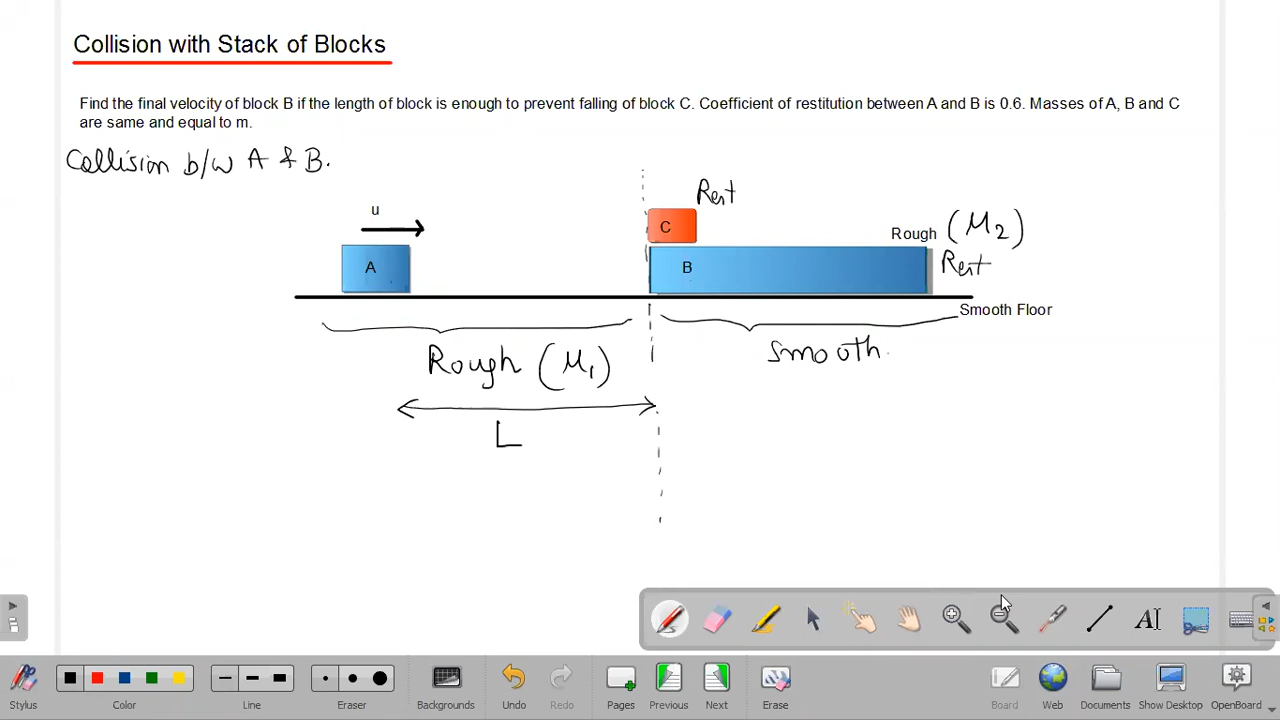 Collision with Stack of Blocks
Find the final velocity of block B if the length of block is enough to prevent falling of block C. Coefficient of restitution between A and B is 0.6. Masses of A, B and C
are same and equal to m.
Collision b/w A & B.
Rest
u
C
Rough (μ₂)
A
B
Rest
Smooth Floor
Rough (μ₁)
smooth.
L
Stylus
Color
Line
Eraser
Backgrounds
Undo
Redo
Pages
Previous
Next
Erase
Board
Web
Documents
Show Desktop
OpenBoard